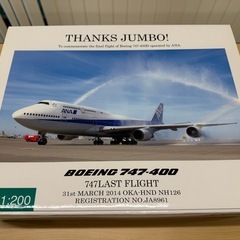 THANKS JUMBO!
To commemorate the final flight of Boeing 747-400D operated by ANA.
ANA
BOEING 747-400
747LAST FLIGHT
31st MARCH 2014 OKA-HND NH126
REGISTRATION NO.JA8961
1:200